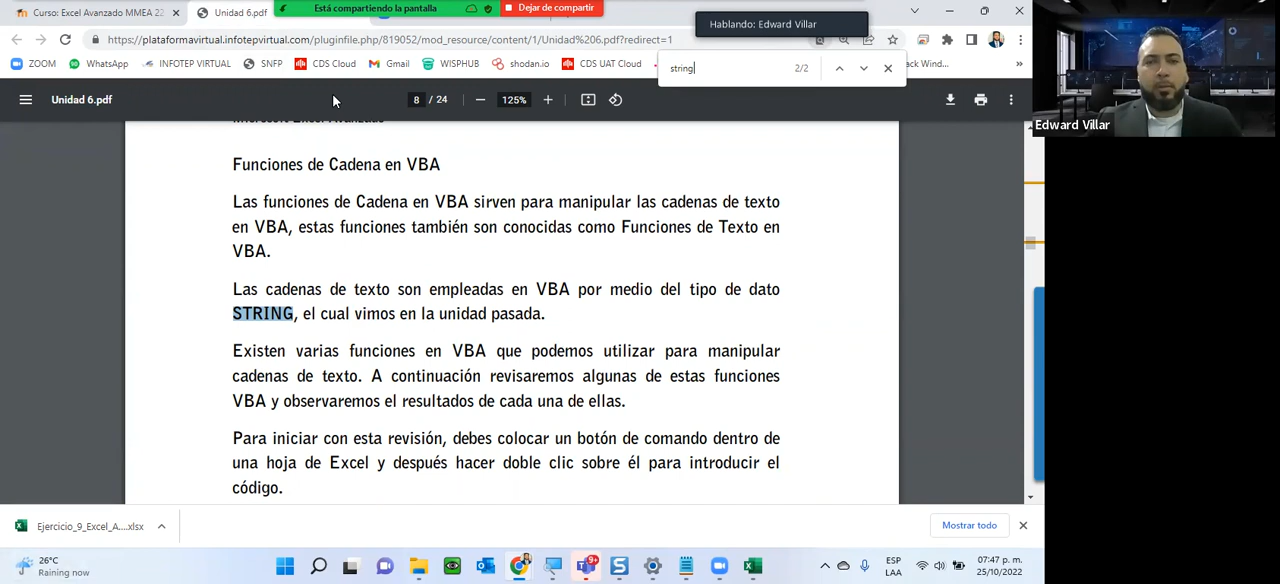 Curso: Excel Avanzado MMEA 22
Unidad 6.pdf
Está compartiendo la pantalla
Dejar de compartir
Hablando: Edward Villar
https://plataformavirtual.infotepvirtual.com/pluginfile.php/819052/mod_resource/content/1/Unidad%206.pdf?redirect=1
ZOOM WhatsApp INFOTEP VIRTUAL SNFP CDS Cloud Gmail WISPHUB shodan.io CDS UAT Cloud
string 2/2
ack Wind...
»
Unidad 6.pdf 8 / 24 125%
Edward Villar
Microsoft Excel Avanzado
Funciones de Cadena en VBA
Las funciones de Cadena en VBA sirven para manipular las cadenas de texto
en VBA, estas funciones también son conocidas como Funciones de Texto en
VBA.
Las cadenas de texto son empleadas en VBA por medio del tipo de dato
STRING, el cual vimos en la unidad pasada.
Existen varias funciones en VBA que podemos utilizar para manipular
cadenas de texto. A continuación revisaremos algunas de estas funciones
VBA y observaremos el resultados de cada una de ellas.
Para iniciar con esta revisión, debes colocar un botón de comando dentro de
una hoja de Excel y después hacer doble clic sobre él para introducir el
código.
Ejercicio_9_Excel_A....xlsx
Mostrar todo
26°C
Raining now
9+
ESP
LAA
07:47 p. m.
25/10/2022